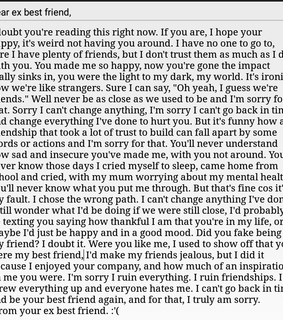 ear ex best friend,
doubt you're reading this right now. If you are, I hope your
ppy, it's weird not having you around. I have no one to go to,
re I have plenty of friends, but I don't trust them as much as I d
th you. You made me so happy, now you're gone the impact
ally sinks in, you were the light to my dark, my world. It's ironi
w we're like strangers. Sure I can say, "Oh yeah, I guess we're
ends." Well never be as close as we used to be and I'm sorry fo
at. Sorry I can't change anything, I'm sorry I can't go back in tim
d change everything I've done to hurt you. But it's funny how a
endship that took a lot of trust to build can fall apart by some
rds or actions and I'm sorry for that. You'll never understand
w sad and insecure you've made me, with you not around. You
ver know those days I cried myself to sleep, came home from
hool and cried, with my mum worrying about my mental healt
u'll never know what you put me through. But that's fine cos it'
y fault. I chose the wrong path. I can't change anything I've don
till wonder what I'd be doing if we were still close, I'd probably
texting you saying how thankful I am that you're in my life, or
aybe I'd just be happy and in a good mood. Did you fake being
y friend? I doubt it. Were you like me, I used to show off that yo
ere my best friend, I'd make my friends jealous, but I did it
cause I enjoyed your company, and how much of an inspiratio
me you were. I'm sorry I ruin everything. I ruin friendships. I
rew everything up and everyone hates me. I can't go back in tim
d be your best friend again, and for that, I truly am sorry.
rom your ex best friend. :'(